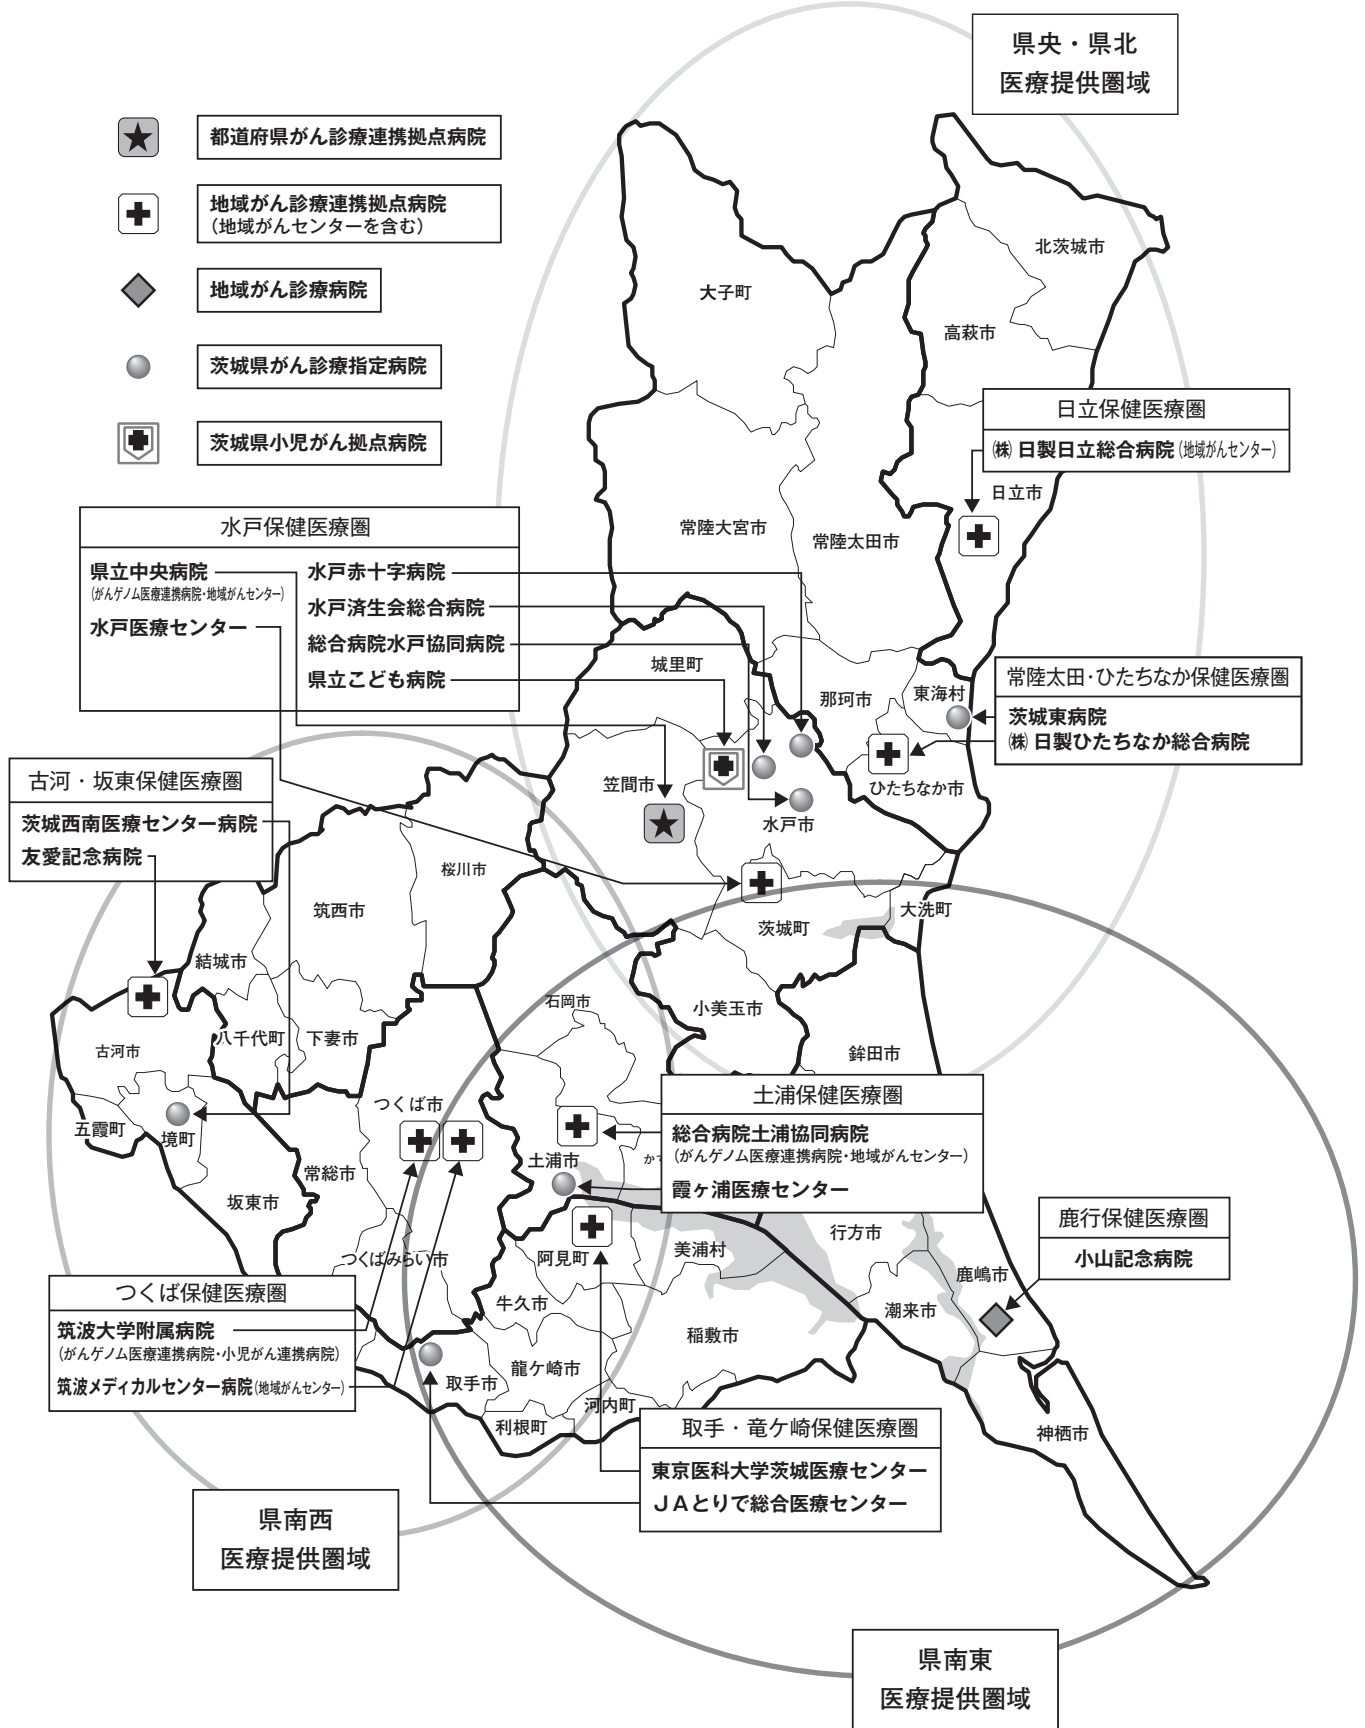 県央・県北
医療提供圏域
都道府県がん診療連携拠点病院
地域がん診療連携拠点病院
（地域がんセンターを含む）
地域がん診療病院
茨城県がん診療指定病院
茨城県小児がん拠点病院
北茨城市
大子町
高萩市
日立保健医療圏
㈱ 日製日立総合病院（地域がんセンター）
日立市
常陸大宮市
常陸太田市
水戸保健医療圏
県立中央病院
（がんゲノム医療連携病院・地域がんセンター）
水戸医療センター
水戸赤十字病院
水戸済生会総合病院
総合病院水戸協同病院
県立こども病院
城里町
那珂市
東海村
常陸太田・ひたちなか保健医療圏
茨城東病院
㈱ 日製ひたちなか総合病院
古河・坂東保健医療圏
茨城西南医療センター病院
友愛記念病院
笠間市
ひたちなか市
水戸市
桜川市
筑西市
茨城町
大洗町
結城市
小美玉市
石岡市
八千代町
下妻市
古河市
鉾田市
つくば市
土浦保健医療圏
総合病院土浦協同病院
（がんゲノム医療連携病院・地域がんセンター）
霞ヶ浦医療センター
五霞町
境町
か
土浦市
常総市
坂東市
行方市
鹿行保健医療圏
小山記念病院
つくばみらい市
阿見町
美浦村
鹿嶋市
つくば保健医療圏
筑波大学附属病院
（がんゲノム医療連携病院・小児がん連携病院）
筑波メディカルセンター病院（地域がんセンター）
牛久市
潮来市
稲敷市
龍ケ崎市
取手市
河内町
利根町
取手・竜ケ崎保健医療圏
東京医科大学茨城医療センター
ＪＡとりで総合医療センター
神栖市
県南西
医療提供圏域
県南東
医療提供圏域